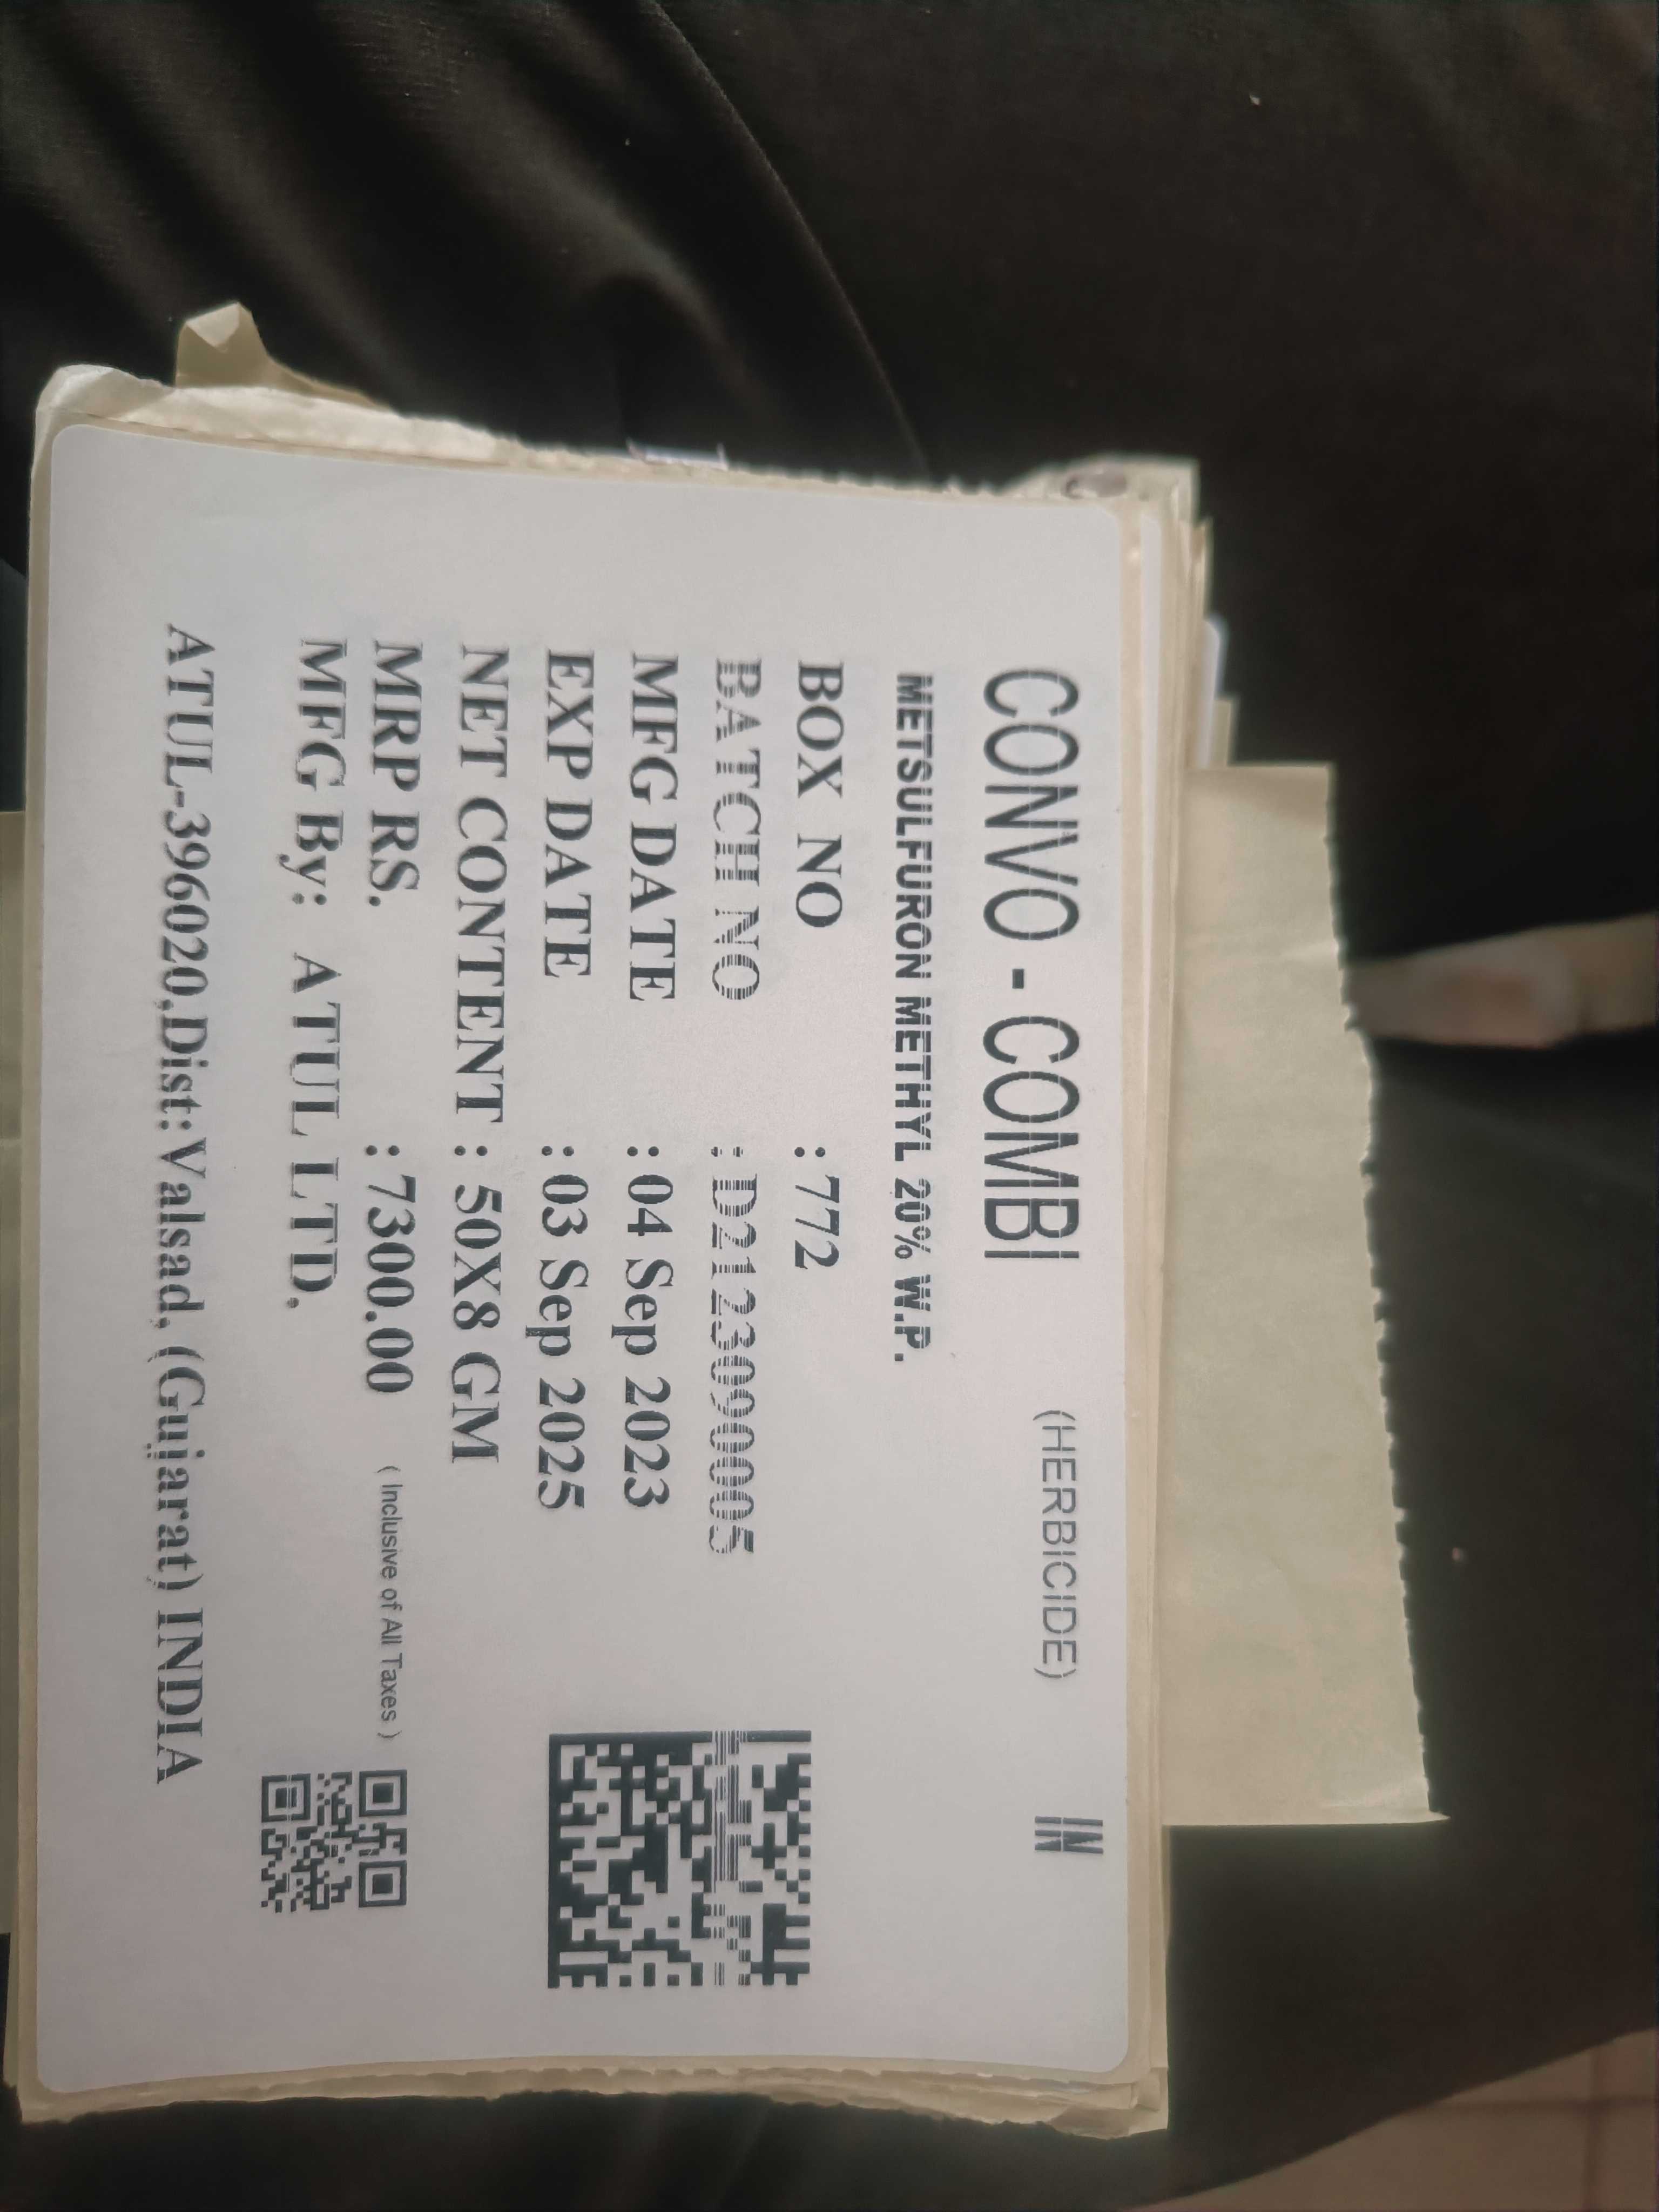 CONVO - COMBI (HERBICIDE) IN
METSULFURON METHYL 20% W.P.
BOX NO : 772
BATCH NO : D2123090005
MFG DATE : 04 Sep 2023
EXP DATE : 03 Sep 2025
NET CONTENT : 50X8 GM
MRP RS. : 7300.00 ( Inclusive of All Taxes )
MFG By: ATUL LTD.
ATUL-396020,Dist:Valsad, (Gujarat) INDIA